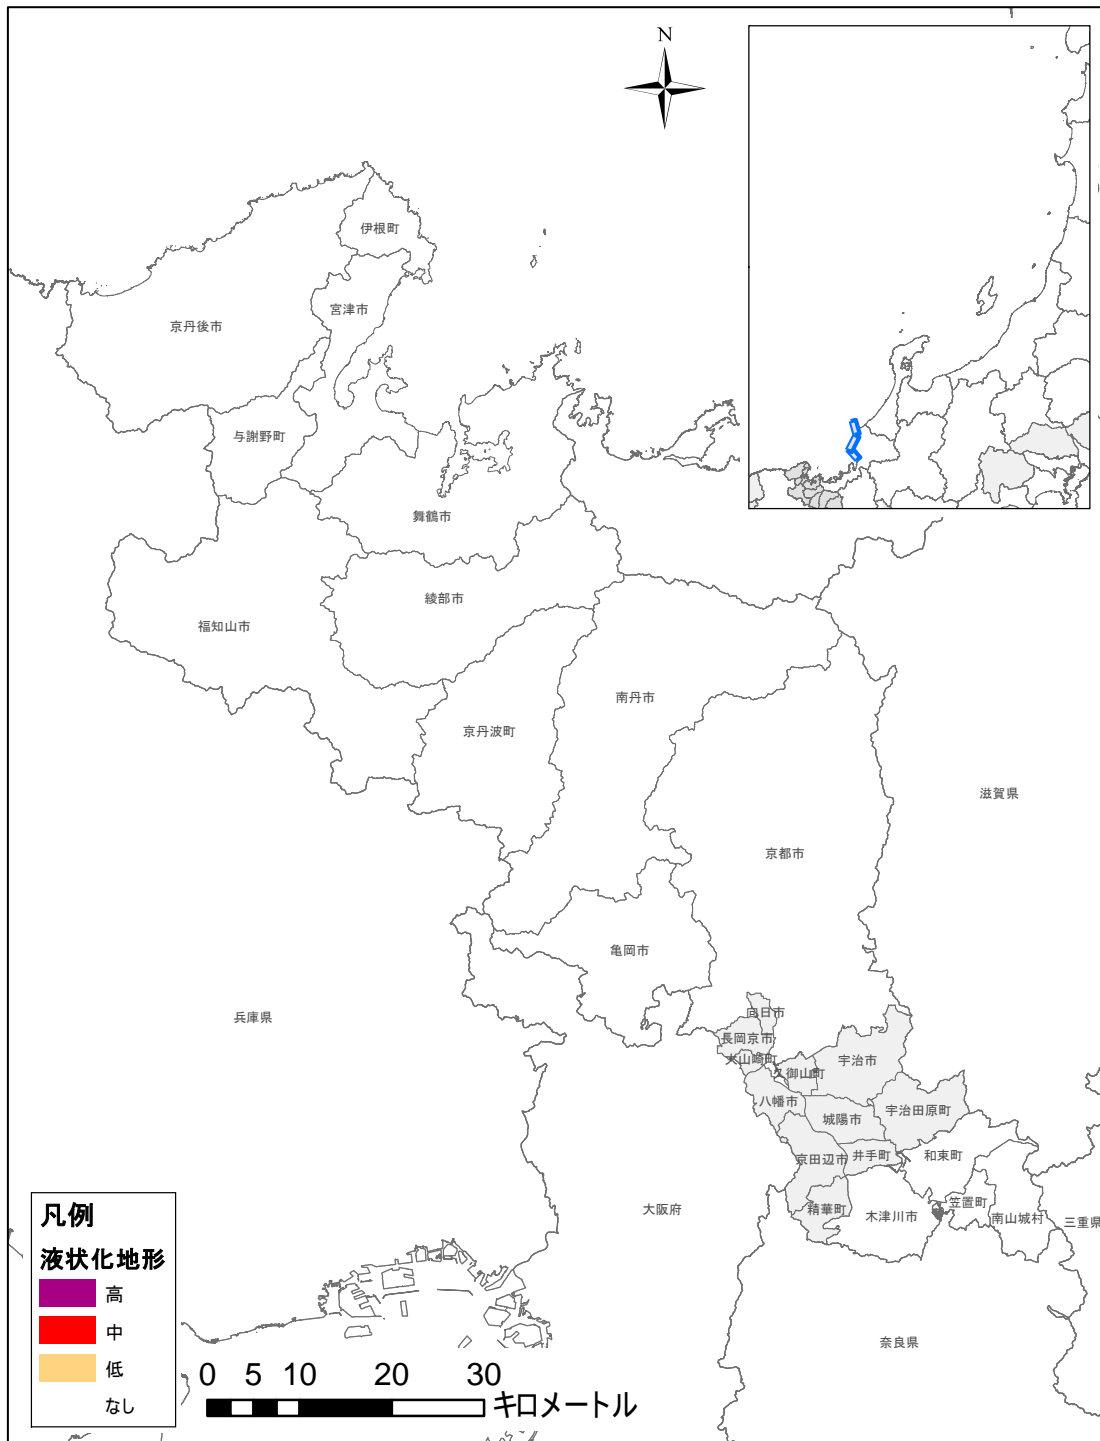 N
伊根町
宮津市
京丹後市
与謝野町
舞鶴市
綾部市
福知山市
南丹市
京丹波町
滋賀県
京都市
亀岡市
兵庫県
向日市
長岡京市
大山崎町
宇治市
久御山町
八幡市
宇治田原町
城陽市
井手町
和束町
京田辺市
笠置町
精華町
木津川市
大阪府
南山城村
三重県
奈良県
凡例
液状化地形
高
中
低
なし
0 5 10 20 30
キロメートル